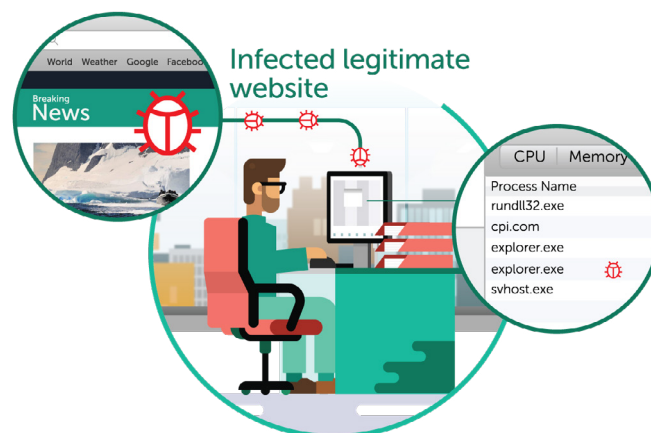 World Weather Google Faceboo
Infected legitimate
website
Breaking
News
CPU Memory
Process Name
rundll32.exe
cpi.com
explorer.exe
explorer.exe
svhost.exe